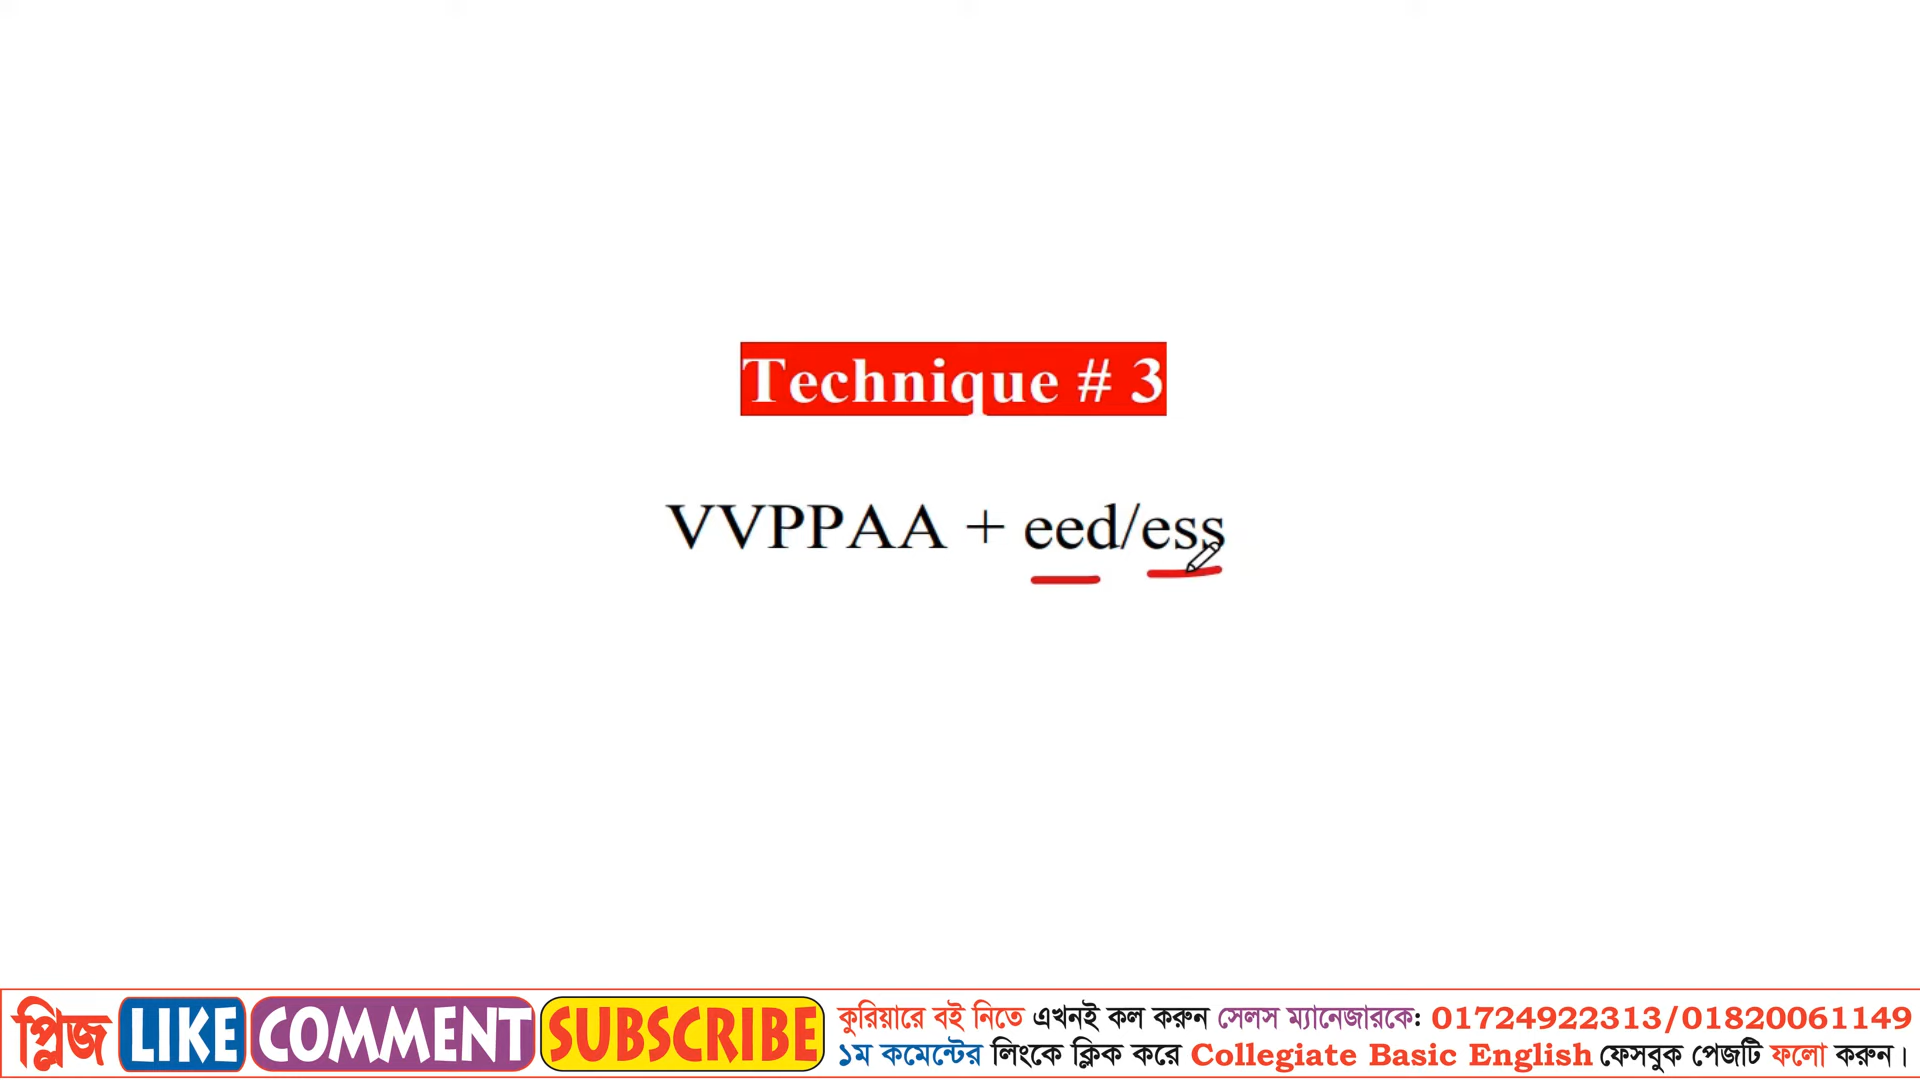 Technique # 3
VVPPAA + eed/ess
প্লিজ LIKE COMMENT SUBSCRIBE
কুরিয়ারে বই নিতে এখনই কল করুন সেলস ম্যানেজারকে: 01724922313/01820061149
১ম কমেন্টের লিংকে ক্লিক করে Collegiate Basic English ফেসবুক পেজটি ফলো করুন।